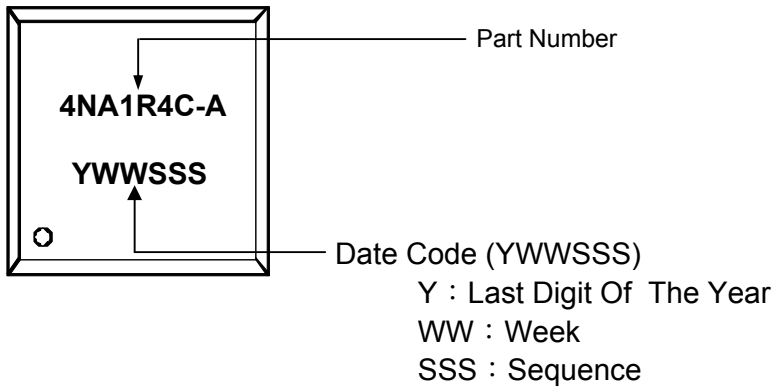 Part Number
4NA1R4C-A
YWWSSS
Date Code (YWWSSS)
Y：Last Digit Of The Year
WW：Week
SSS：Sequence